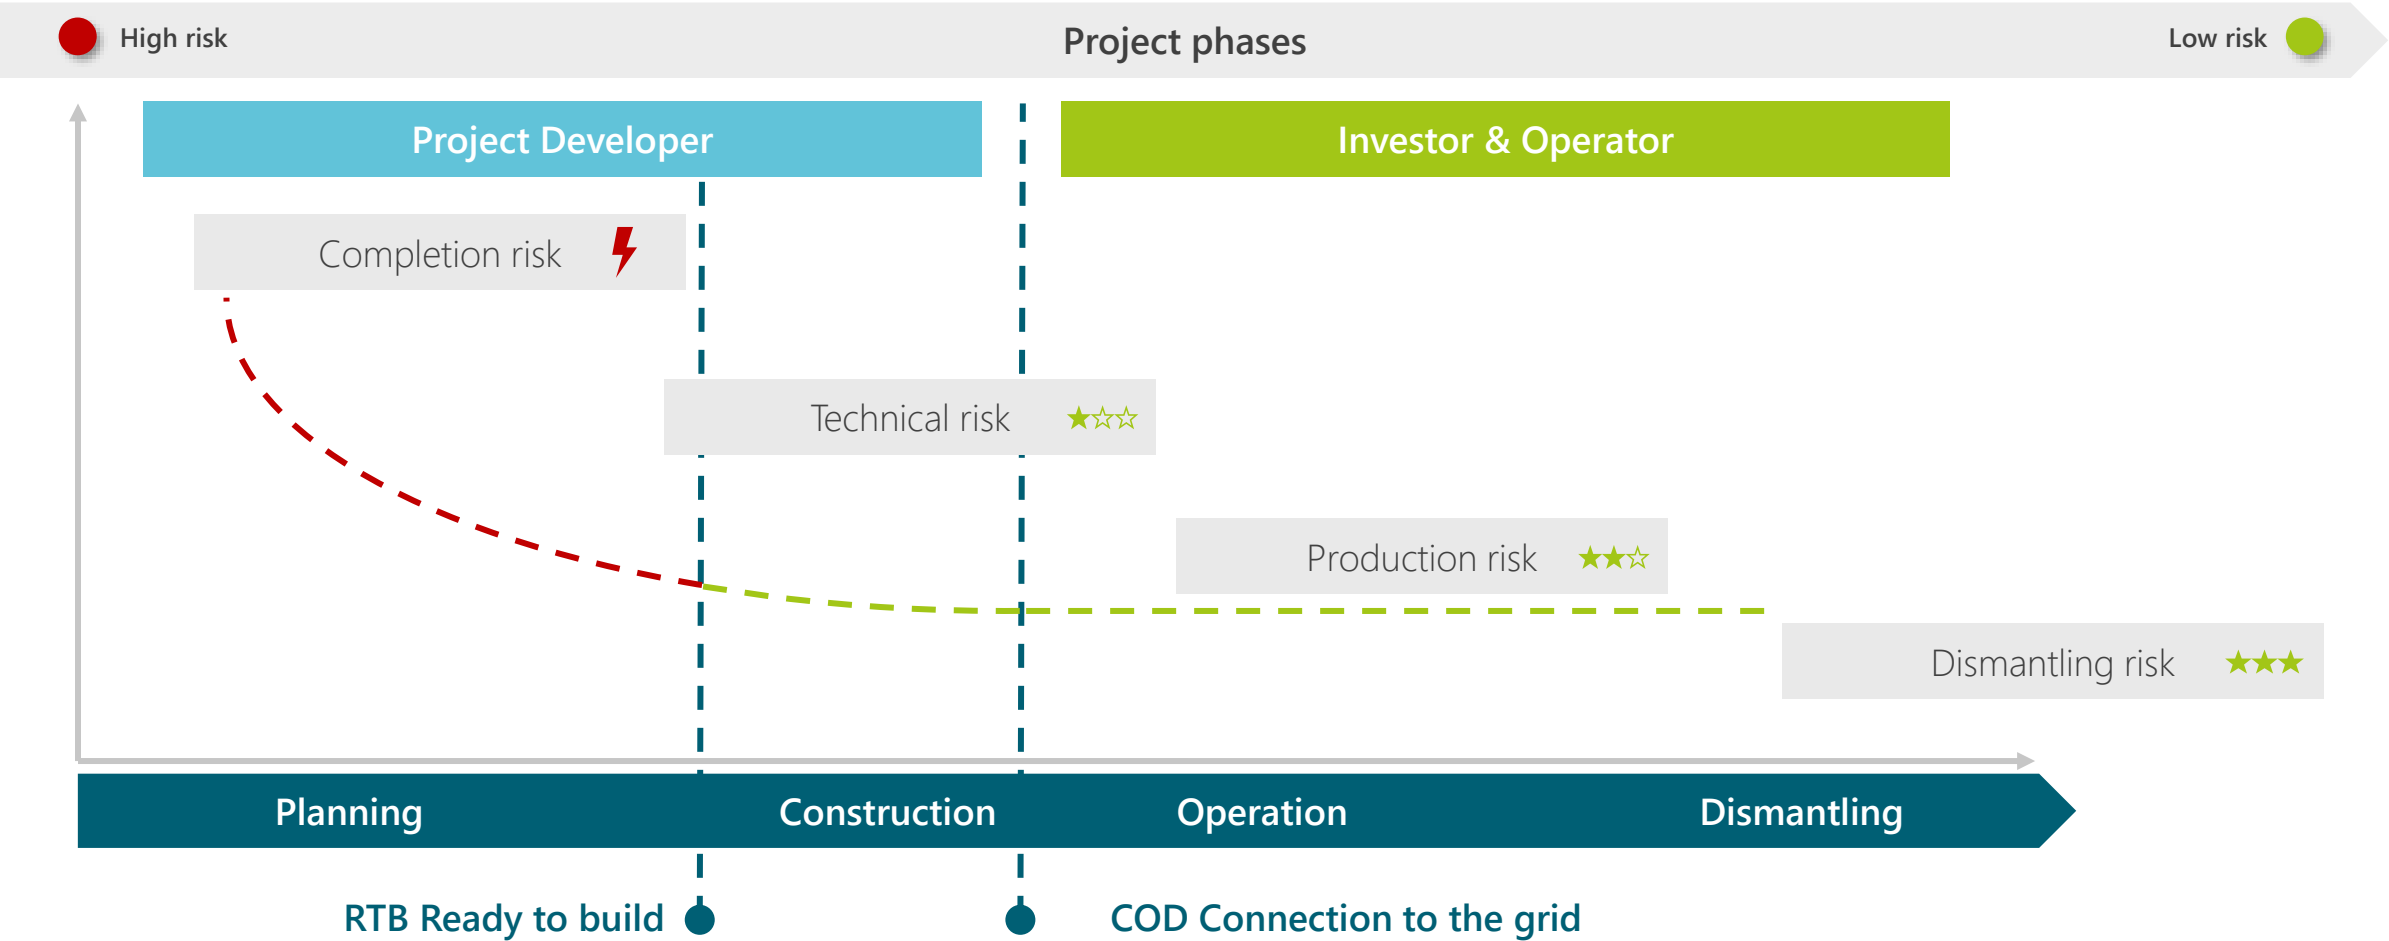 High risk
Project phases
Low risk
Project Developer
Investor & Operator
Completion risk
Technical risk
Production risk
Dismantling risk
Planning
Construction
Operation
Dismantling
RTB Ready to build
COD Connection to the grid